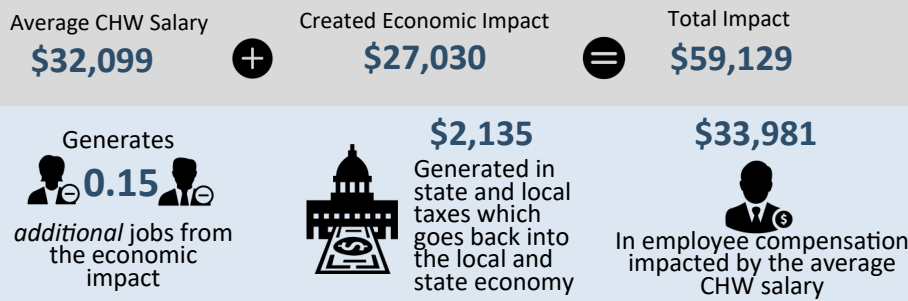 Average CHW Salary
$32,099
+
Created Economic Impact
$27,030
=
Total Impact
$59,129
Generates
0.15
additional jobs from
the economic
impact
$2,135
Generated in
state and local
taxes which
goes back into
the local and
state economy
$33,981
In employee compensation
impacted by the average
CHW salary